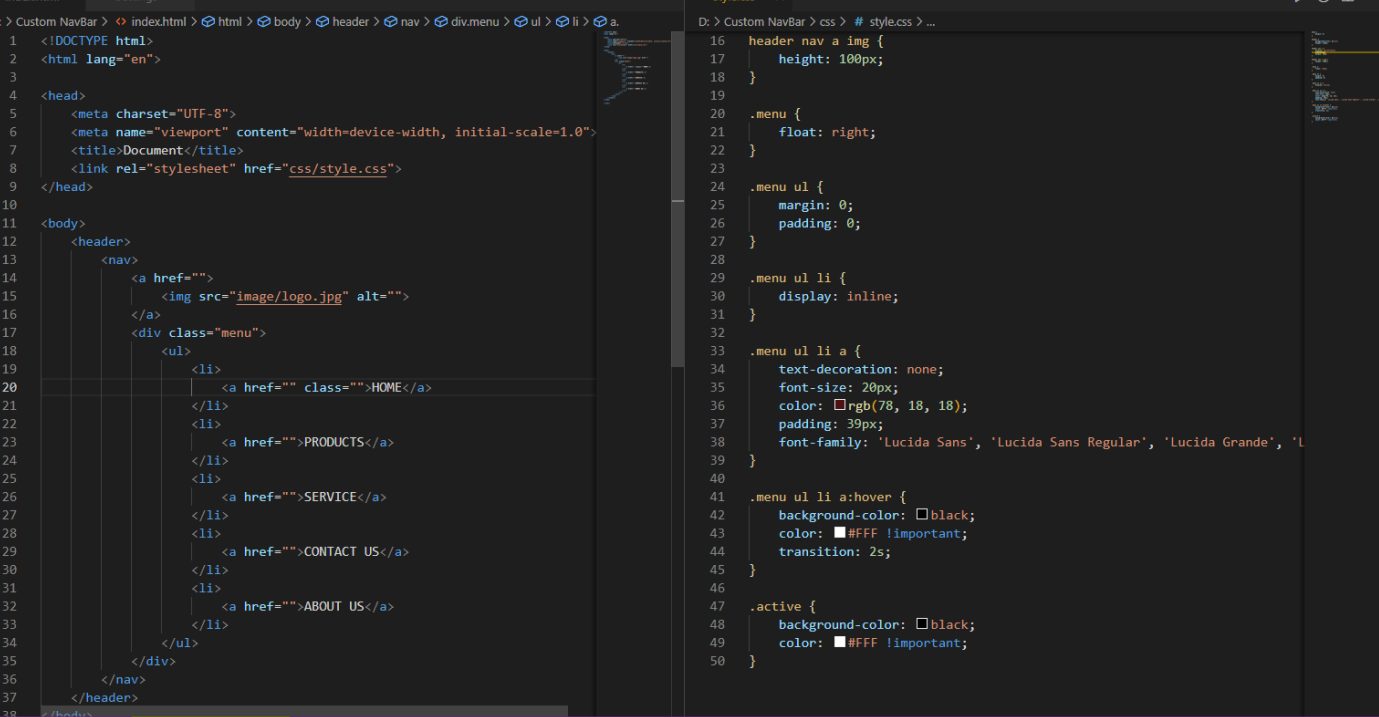 : > Custom NavBar > <> index.html > html > body > header > nav > div.menu > ul > li > a.
1 <!DOCTYPE html>
2 <html lang="en">
3
4 <head>
5 <meta charset="UTF-8">
6 <meta name="viewport" content="width=device-width, initial-scale=1.0">
7 <title>Document</title>
8 <link rel="stylesheet" href="css/style.css">
9 </head>
10
11 <body>
12 <header>
13 <nav>
14 <a href="">
15 <img src="image/logo.jpg" alt="">
16 </a>
17 <div class="menu">
18 <ul>
19 <li>
20 <a href="" class="">HOME</a>
21 </li>
22 <li>
23 <a href="">PRODUCTS</a>
24 </li>
25 <li>
26 <a href="">SERVICE</a>
27 </li>
28 <li>
29 <a href="">CONTACT US</a>
30 </li>
31 <li>
32 <a href="">ABOUT US</a>
33 </li>
34 </ul>
35 </div>
36 </nav>
37 </header>
38 </body>
D: > Custom NavBar > css > # style.css > ...
16 header nav a img {
17 height: 100px;
18 }
19
20 .menu {
21 float: right;
22 }
23
24 .menu ul {
25 margin: 0;
26 padding: 0;
27 }
28
29 .menu ul li {
30 display: inline;
31 }
32
33 .menu ul li a {
34 text-decoration: none;
35 font-size: 20px;
36 color: rgb(78, 18, 18);
37 padding: 39px;
38 font-family: 'Lucida Sans', 'Lucida Sans Regular', 'Lucida Grande', 'L
39 }
40
41 .menu ul li a:hover {
42 background-color: black;
43 color: #FFF !important;
44 transition: 2s;
45 }
46
47 .active {
48 background-color: black;
49 color: #FFF !important;
50 }